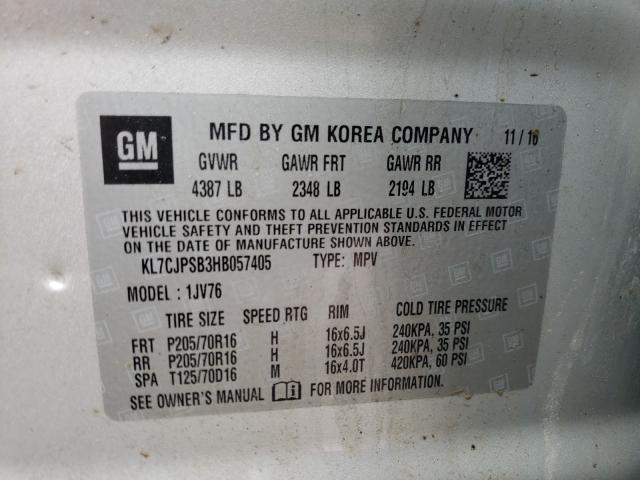 GM MFD BY GM KOREA COMPANY 11/16
GVWR GAWR FRT GAWR RR
4387 LB 2348 LB 2194 LB
THIS VEHICLE CONFORMS TO ALL APPLICABLE U.S. FEDERAL MOTOR
VEHICLE SAFETY AND THEFT PREVENTION STANDARDS IN EFFECT
ON THE DATE OF MANUFACTURE SHOWN ABOVE.
KL7CJPSB3HB057405 TYPE: MPV
MODEL : 1JV76
TIRE SIZE SPEED RTG RIM COLD TIRE PRESSURE
FRT P205/70R16 H 16x6.5J 240KPA, 35 PSI
RR P205/70R16 H 16x6.5J 240KPA, 35 PSI
SPA T125/70D16 M 16x4.0T 420KPA, 60 PSI
SEE OWNER'S MANUAL FOR MORE INFORMATION.